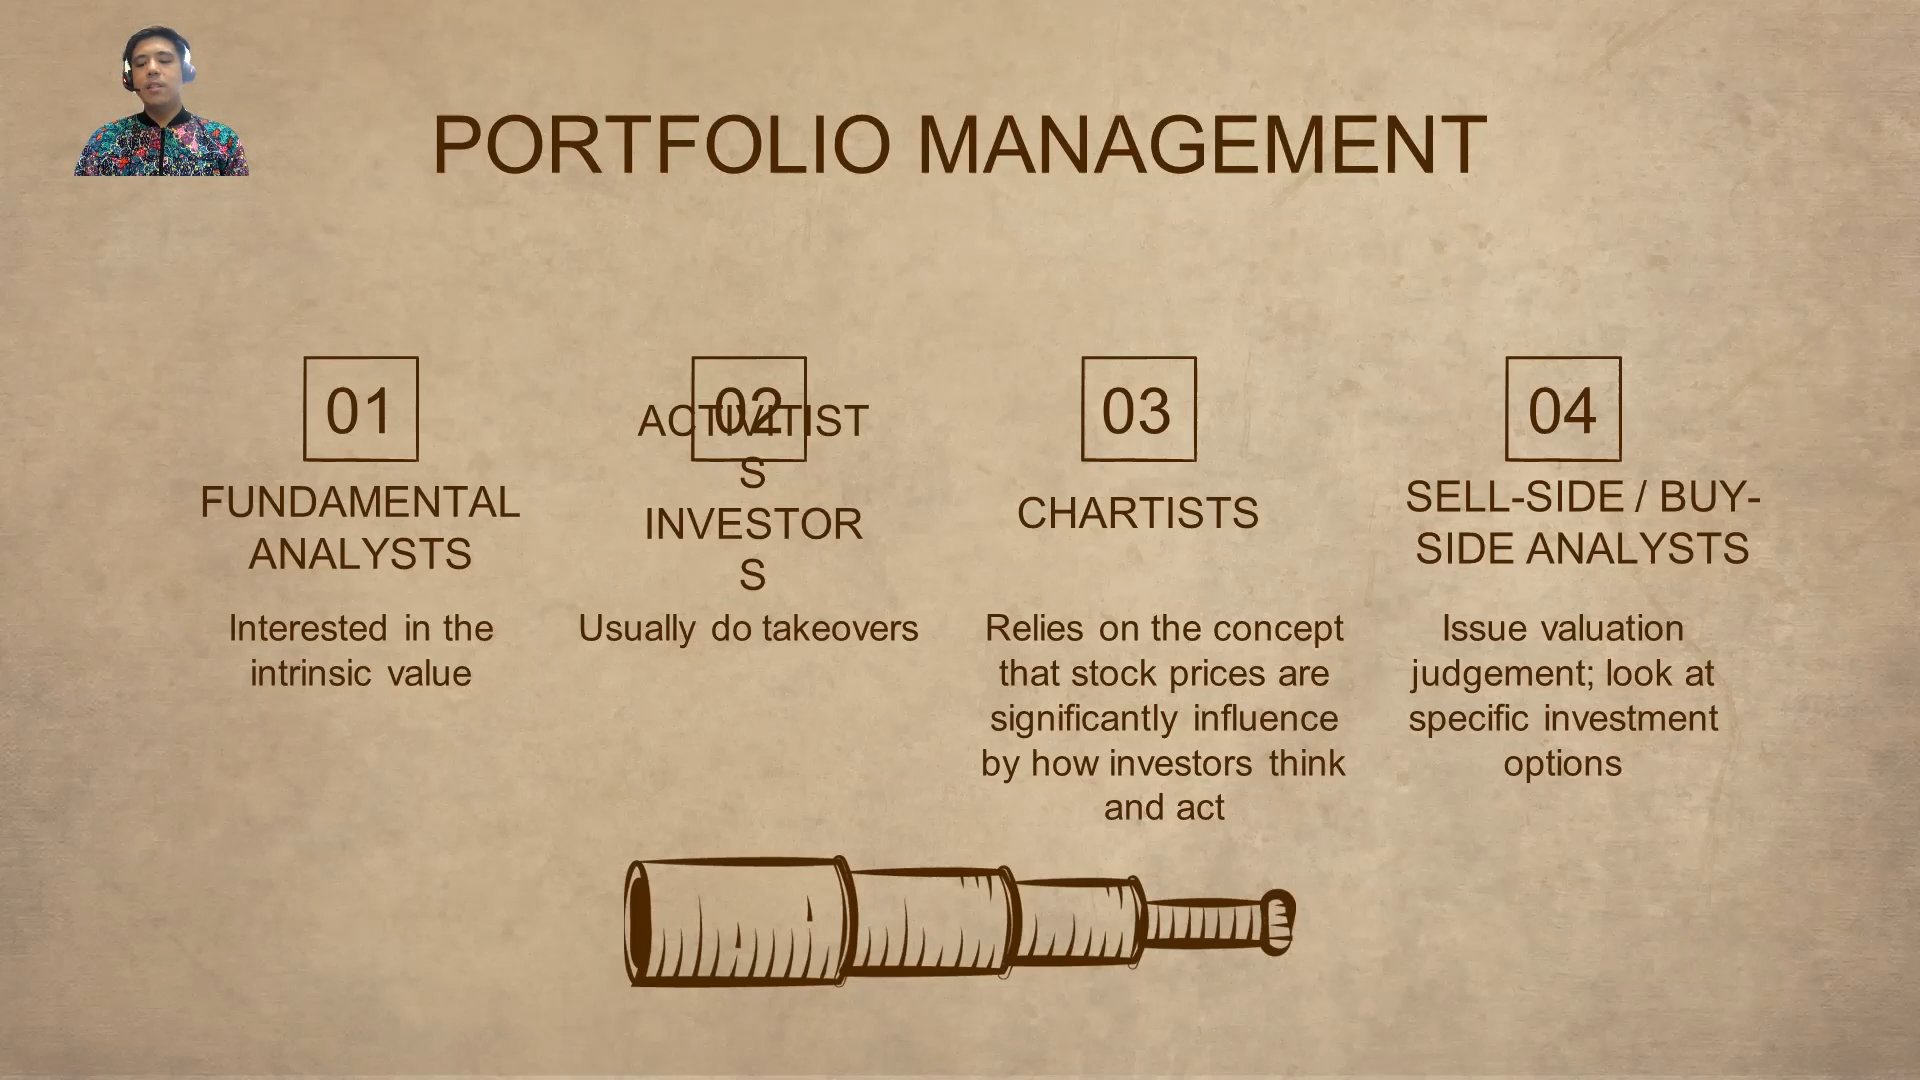 PORTFOLIO MANAGEMENT
01
FUNDAMENTAL
ANALYSTS
Interested in the
intrinsic value
02
ACTIVITIST
S
INVESTOR
S
Usually do takeovers
03
CHARTISTS
Relies on the concept
that stock prices are
significantly influence
by how investors think
and act
04
SELL-SIDE / BUY-
SIDE ANALYSTS
Issue valuation
judgement; look at
specific investment
options